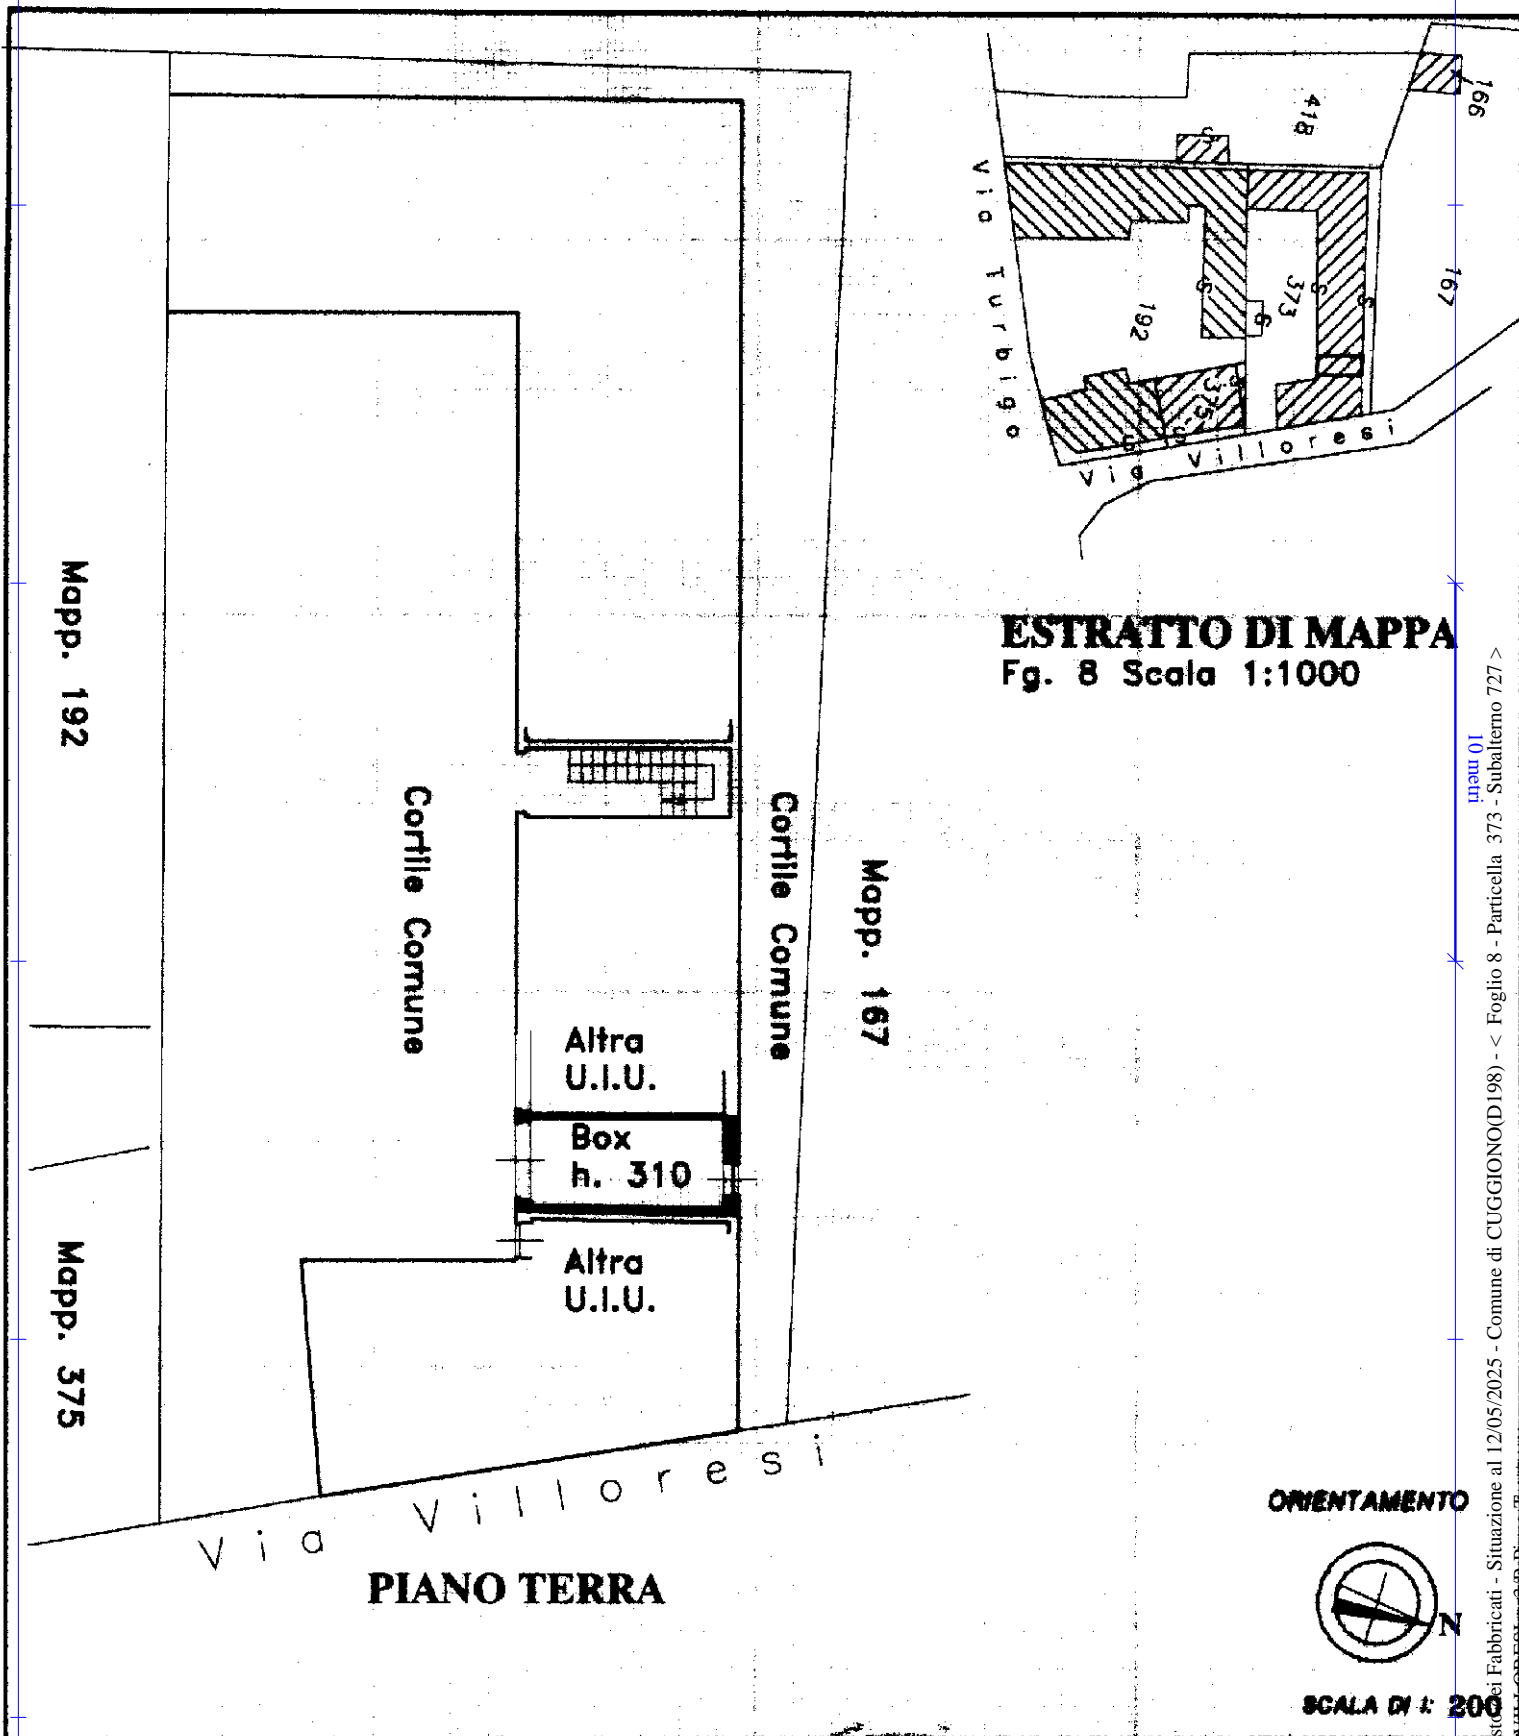 166
418
167
373
192
375
Via Turbigo
Via Villoresi
ESTRATTO DI MAPPA
Fg. 8 Scala 1:1000
Mapp. 192
Cortile Comune
Cortile Comune
Mapp. 167
Altra
U.I.U.
Box
h. 310
Altra
U.I.U.
Mapp. 375
Via Villoresi
PIANO TERRA
10 metri
ei Fabbricati - Situazione al 12/05/2025 - Comune di CUGGIONO(D198) - < Foglio 8 - Particella 373 - Subalterno 727 >
ORIENTAMENTO
N
SCALA DI 1: 200